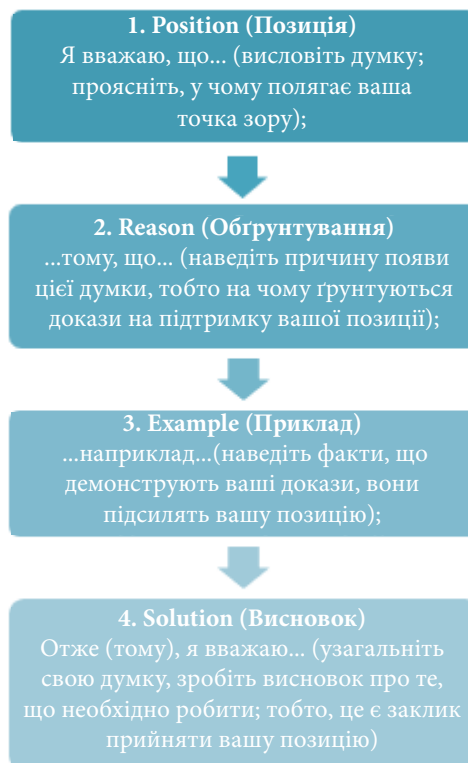 1. Position (Позиція)
Я вважаю, що... (висловіть думку;
проясніть, у чому полягає ваша
точка зору);
2. Reason (Обґрунтування)
...тому, що... (наведіть причину появи
цієї думки, тобто на чому ґрунтуються
докази на підтримку вашої позиції);
3. Example (Приклад)
...наприклад...(наведіть факти, що
демонструють ваші докази, вони
підсилять вашу позицію);
4. Solution (Висновок)
Отже (тому), я вважаю... (узагальніть
свою думку, зробіть висновок про те,
що необхідно робити; тобто, це є заклик
прийняти вашу позицію)